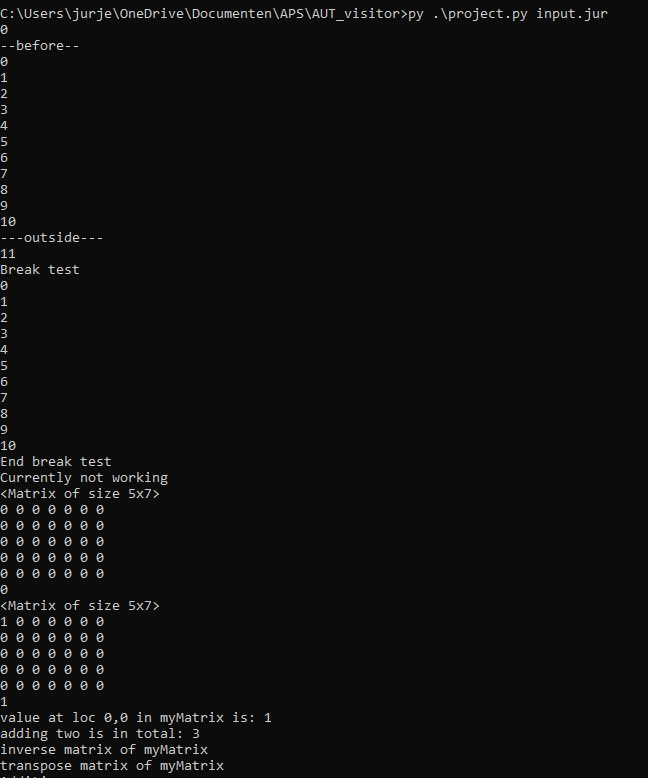 C:\Users\jurje\OneDrive\Documenten\APS\AUT_visitor>py .\project.py input.jur
0
--before--
0
1
2
3
4
5
6
7
8
9
10
---outside---
11
Break test
0
1
2
3
4
5
6
7
8
9
10
End break test
Currently not working
<Matrix of size 5x7>
0 0 0 0 0 0 0
0 0 0 0 0 0 0
0 0 0 0 0 0 0
0 0 0 0 0 0 0
0 0 0 0 0 0 0
0
<Matrix of size 5x7>
1 0 0 0 0 0 0
0 0 0 0 0 0 0
0 0 0 0 0 0 0
0 0 0 0 0 0 0
0 0 0 0 0 0 0
1
value at loc 0,0 in myMatrix is: 1
adding two is in total: 3
inverse matrix of myMatrix
transpose matrix of myMatrix